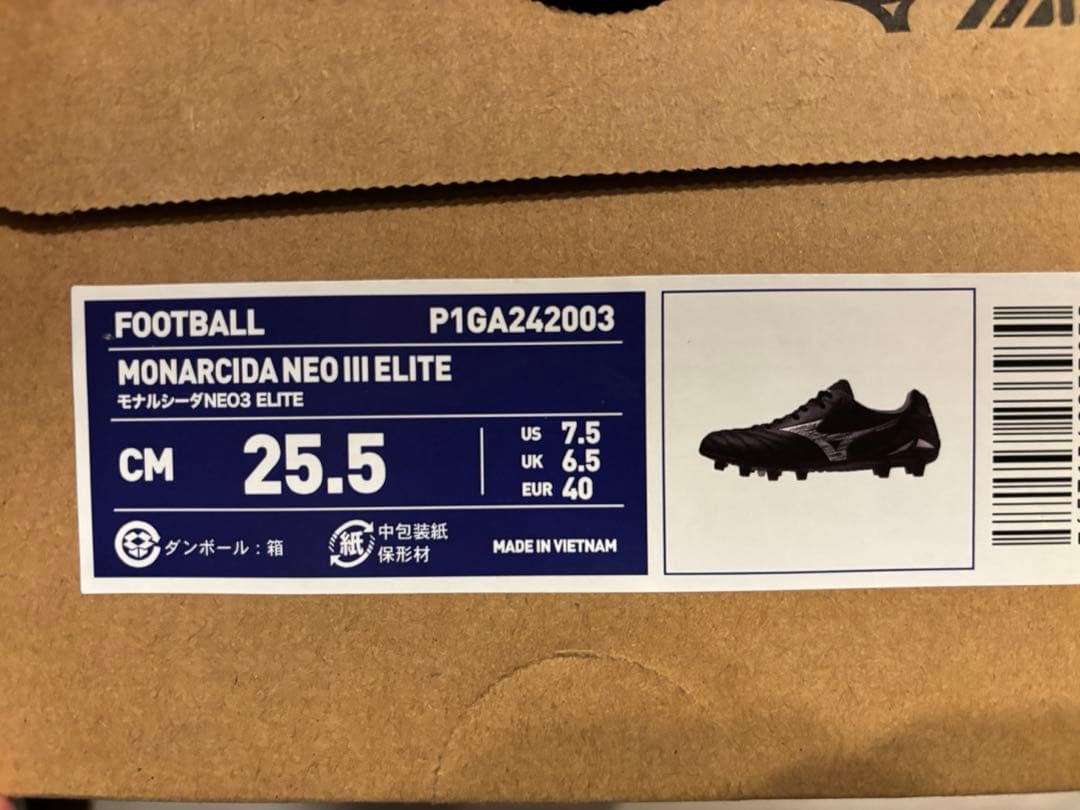 FOOTBALL P1GA242003
MONARCIDA NEO III ELITE
モナルシーダNEO3 ELITE
CM 25.5
US 7.5
UK 6.5
EUR 40
ダンボール:箱
紙 中包装紙
保形材
MADE IN VIETNAM